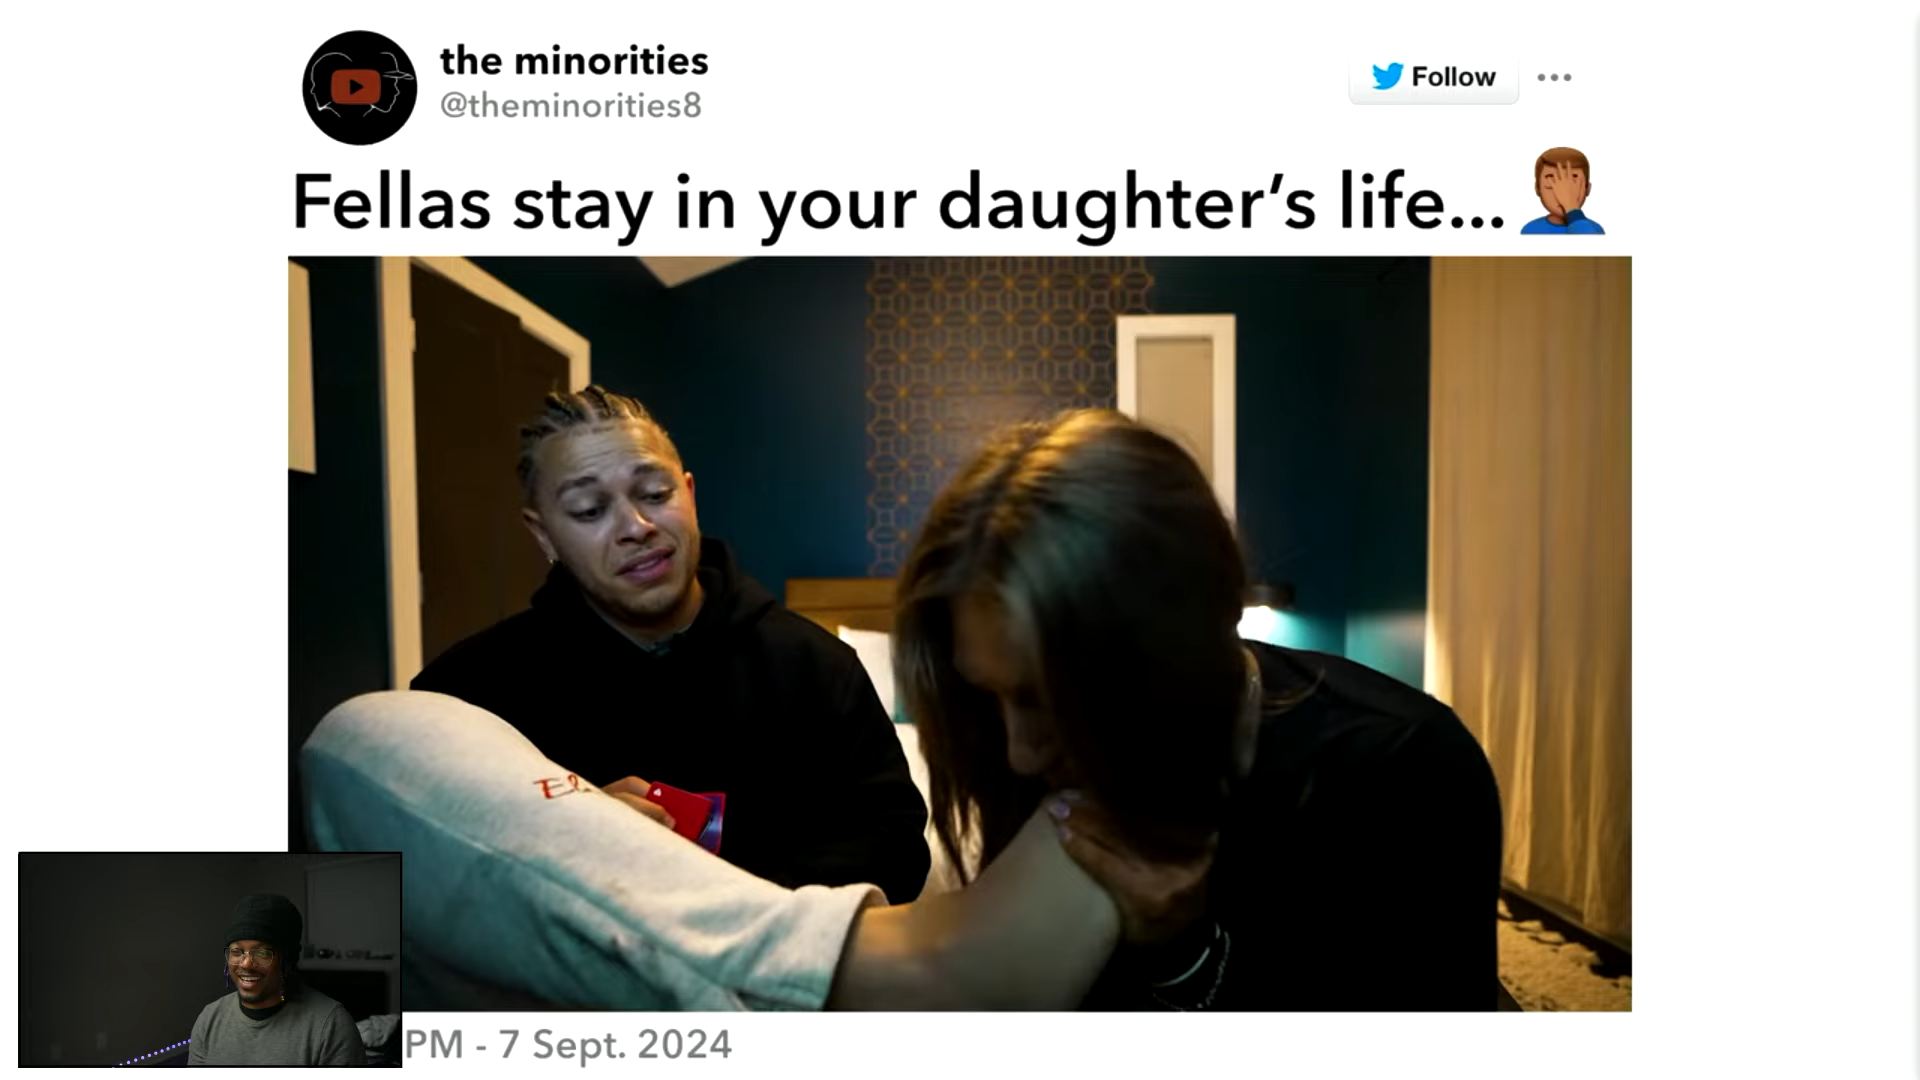 the minorities
@theminorities8
Follow
Fellas stay in your daughter’s life...
PM - 7 Sept. 2024